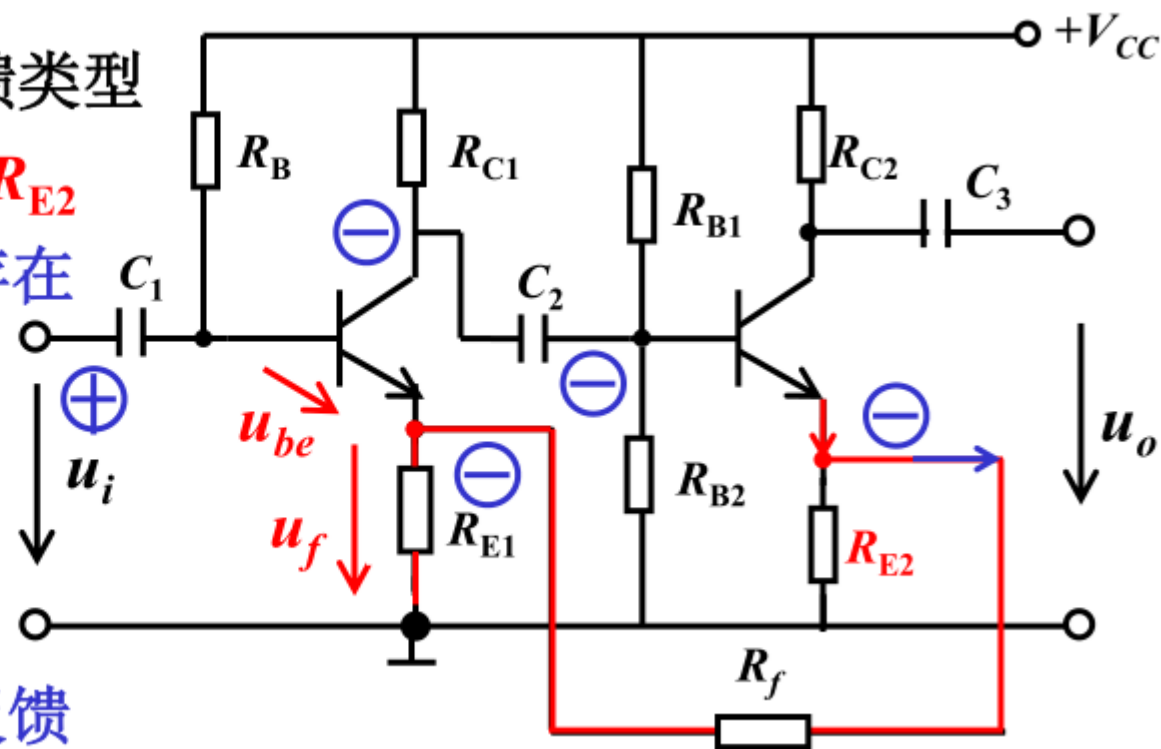 +V_CC
馈类型
R_B
R_C1
R_C2
C_3
R_E2
R_B1
存在
C_1
C_2
u_be
u_i
u_o
R_B2
u_f
R_E1
R_E2
R_f
馈